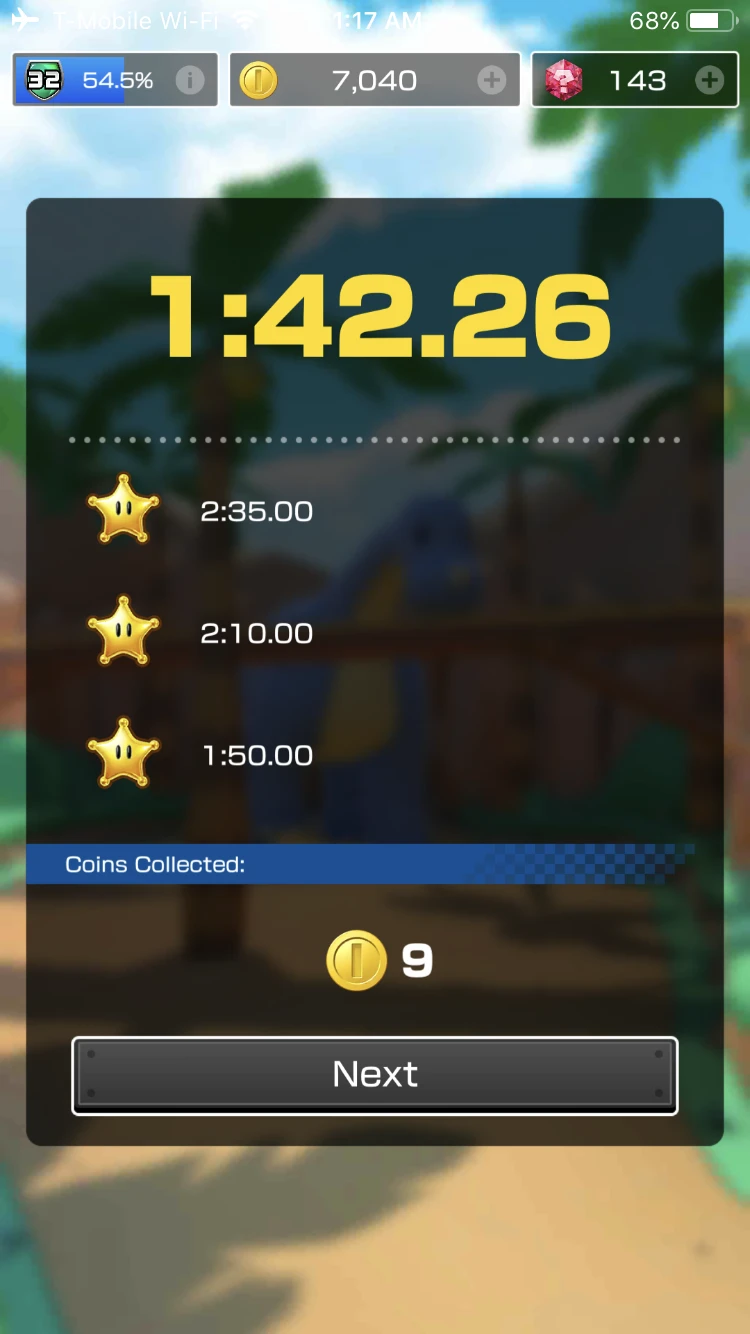 T-Mobile Wi-Fi 1:17 AM 68%
32 54.5% i 7,040 + ? 143 +
1:42.26
2:35.00
2:10.00
1:50.00
Coins Collected:
9
Next